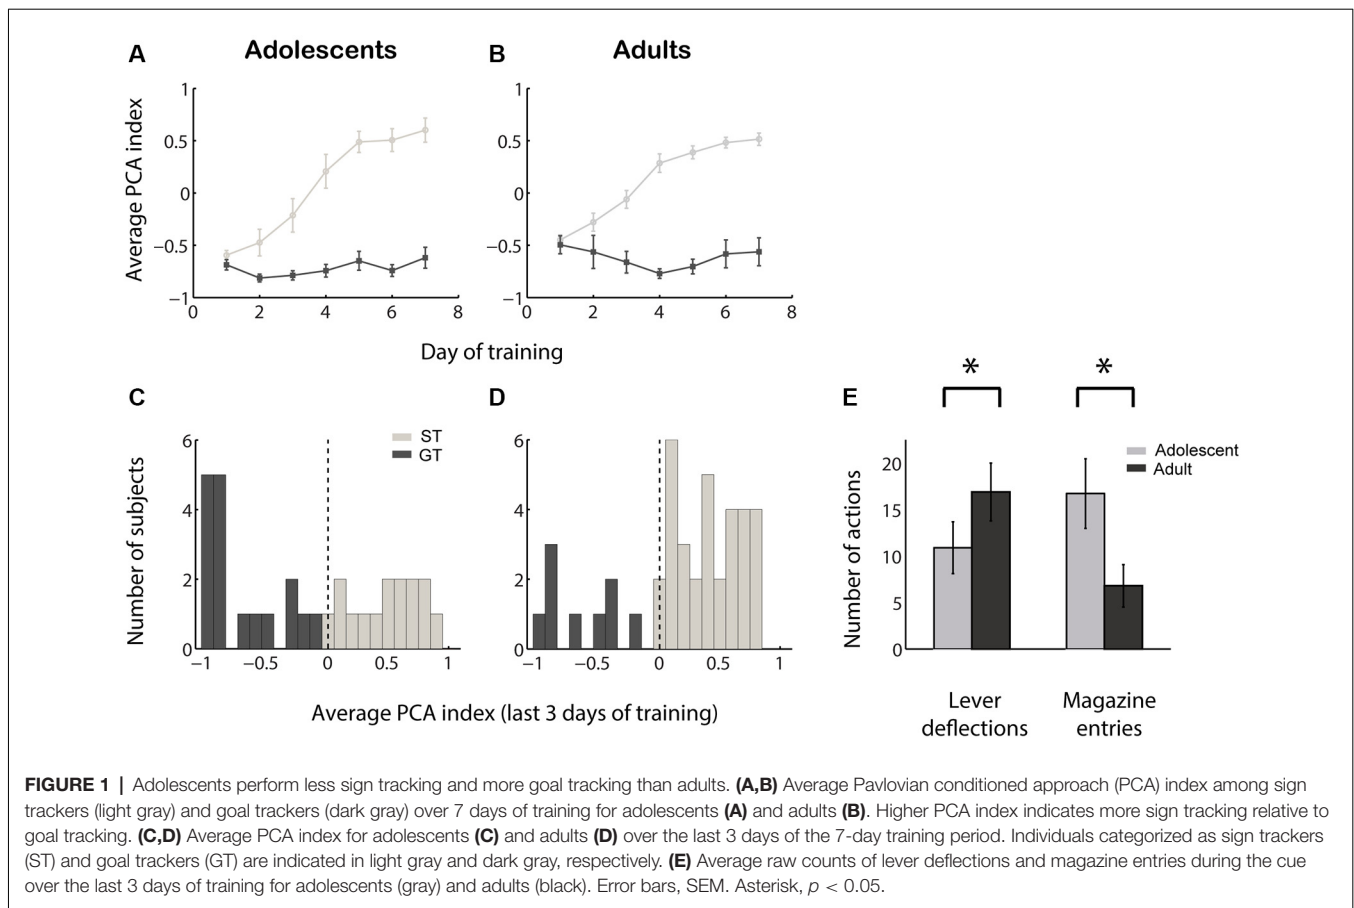 A Adolescents B Adults
Average PCA index
1
0.5
0
−0.5
−1
0 2 4 6 8
1
0.5
0
−0.5
−1
0 2 4 6 8
Day of training
C
Number of subjects
6
4
2
0
−1 −0.5 0 0.5 1
ST
GT
D
6
4
2
0
−1 −0.5 0 0.5 1
Average PCA index (last 3 days of training)
E
* *
Number of actions
20
15
10
5
0
Adolescent
Adult
Lever
deflections
Magazine
entries
FIGURE 1 | Adolescents perform less sign tracking and more goal tracking than adults. (A,B) Average Pavlovian conditioned approach (PCA) index among sign
trackers (light gray) and goal trackers (dark gray) over 7 days of training for adolescents (A) and adults (B). Higher PCA index indicates more sign tracking relative to
goal tracking. (C,D) Average PCA index for adolescents (C) and adults (D) over the last 3 days of the 7-day training period. Individuals categorized as sign trackers
(ST) and goal trackers (GT) are indicated in light gray and dark gray, respectively. (E) Average raw counts of lever deflections and magazine entries during the cue
over the last 3 days of training for adolescents (gray) and adults (black). Error bars, SEM. Asterisk, p < 0.05.